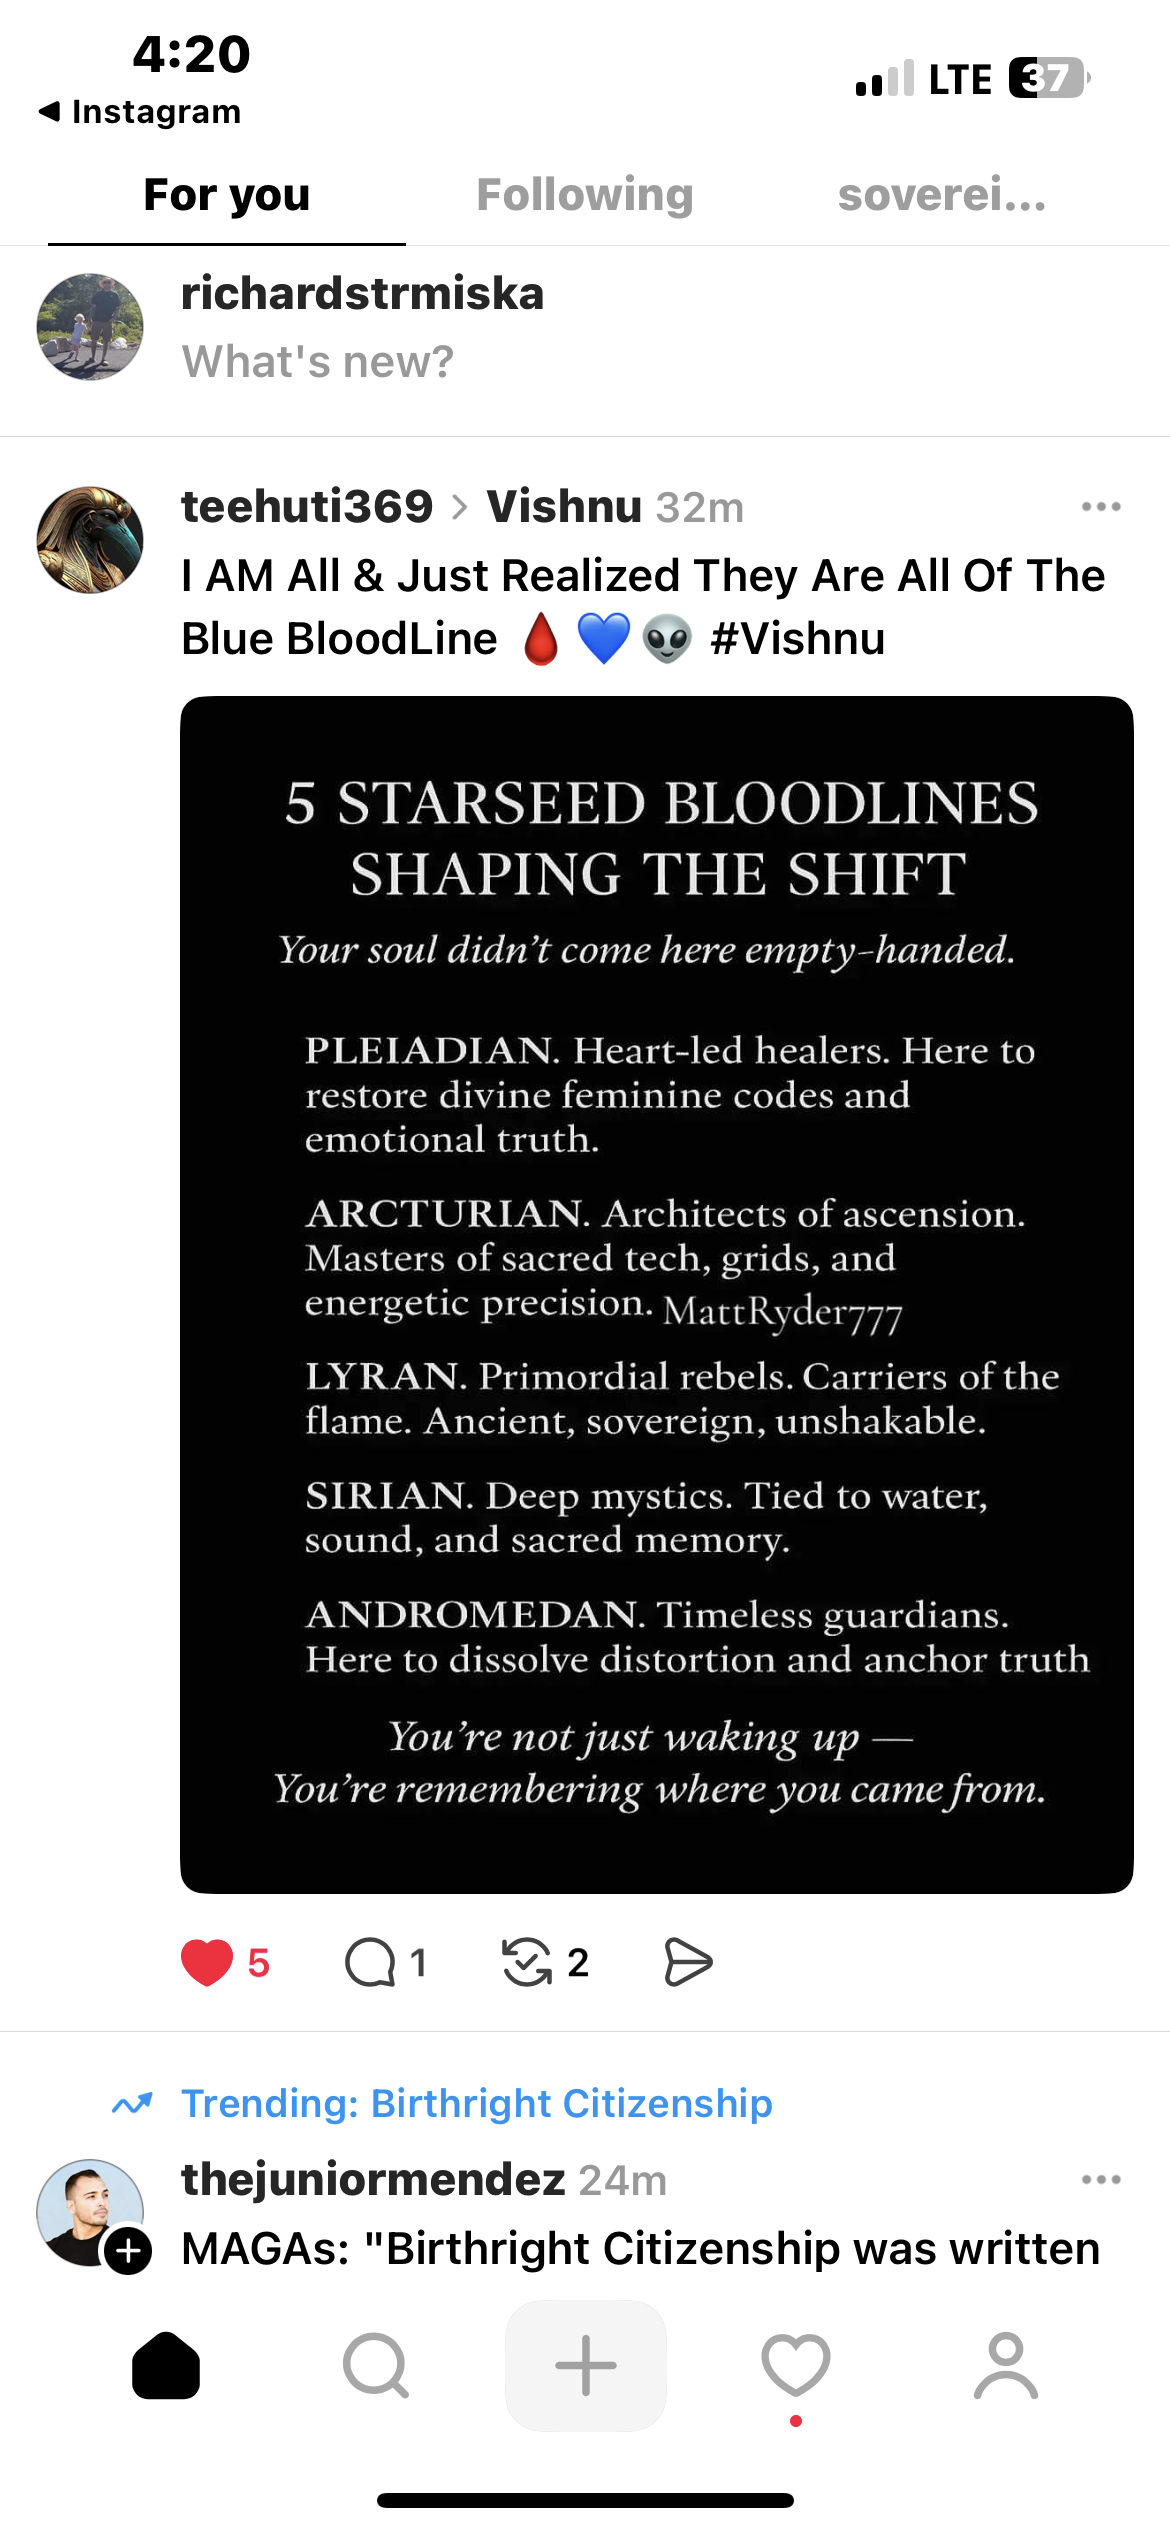 4:20
LTE 37
◀ Instagram
For you Following soverei...
richardstrmiska
What's new?
teehuti369 > Vishnu 32m
I AM All & Just Realized They Are All Of The
Blue BloodLine 🩸💙👽 #Vishnu
5 STARSEED BLOODLINES
SHAPING THE SHIFT
Your soul didn't come here empty-handed.
PLEIADIAN. Heart-led healers. Here to
restore divine feminine codes and
emotional truth.
ARCTURIAN. Architects of ascension.
Masters of sacred tech, grids, and
energetic precision. MattRyder777
LYRAN. Primordial rebels. Carriers of the
flame. Ancient, sovereign, unshakable.
SIRIAN. Deep mystics. Tied to water,
sound, and sacred memory.
ANDROMEDAN. Timeless guardians.
Here to dissolve distortion and anchor truth
You're not just waking up —
You're remembering where you came from.
5 1 2
Trending: Birthright Citizenship
thejuniormendez 24m
MAGAs: "Birthright Citizenship was written